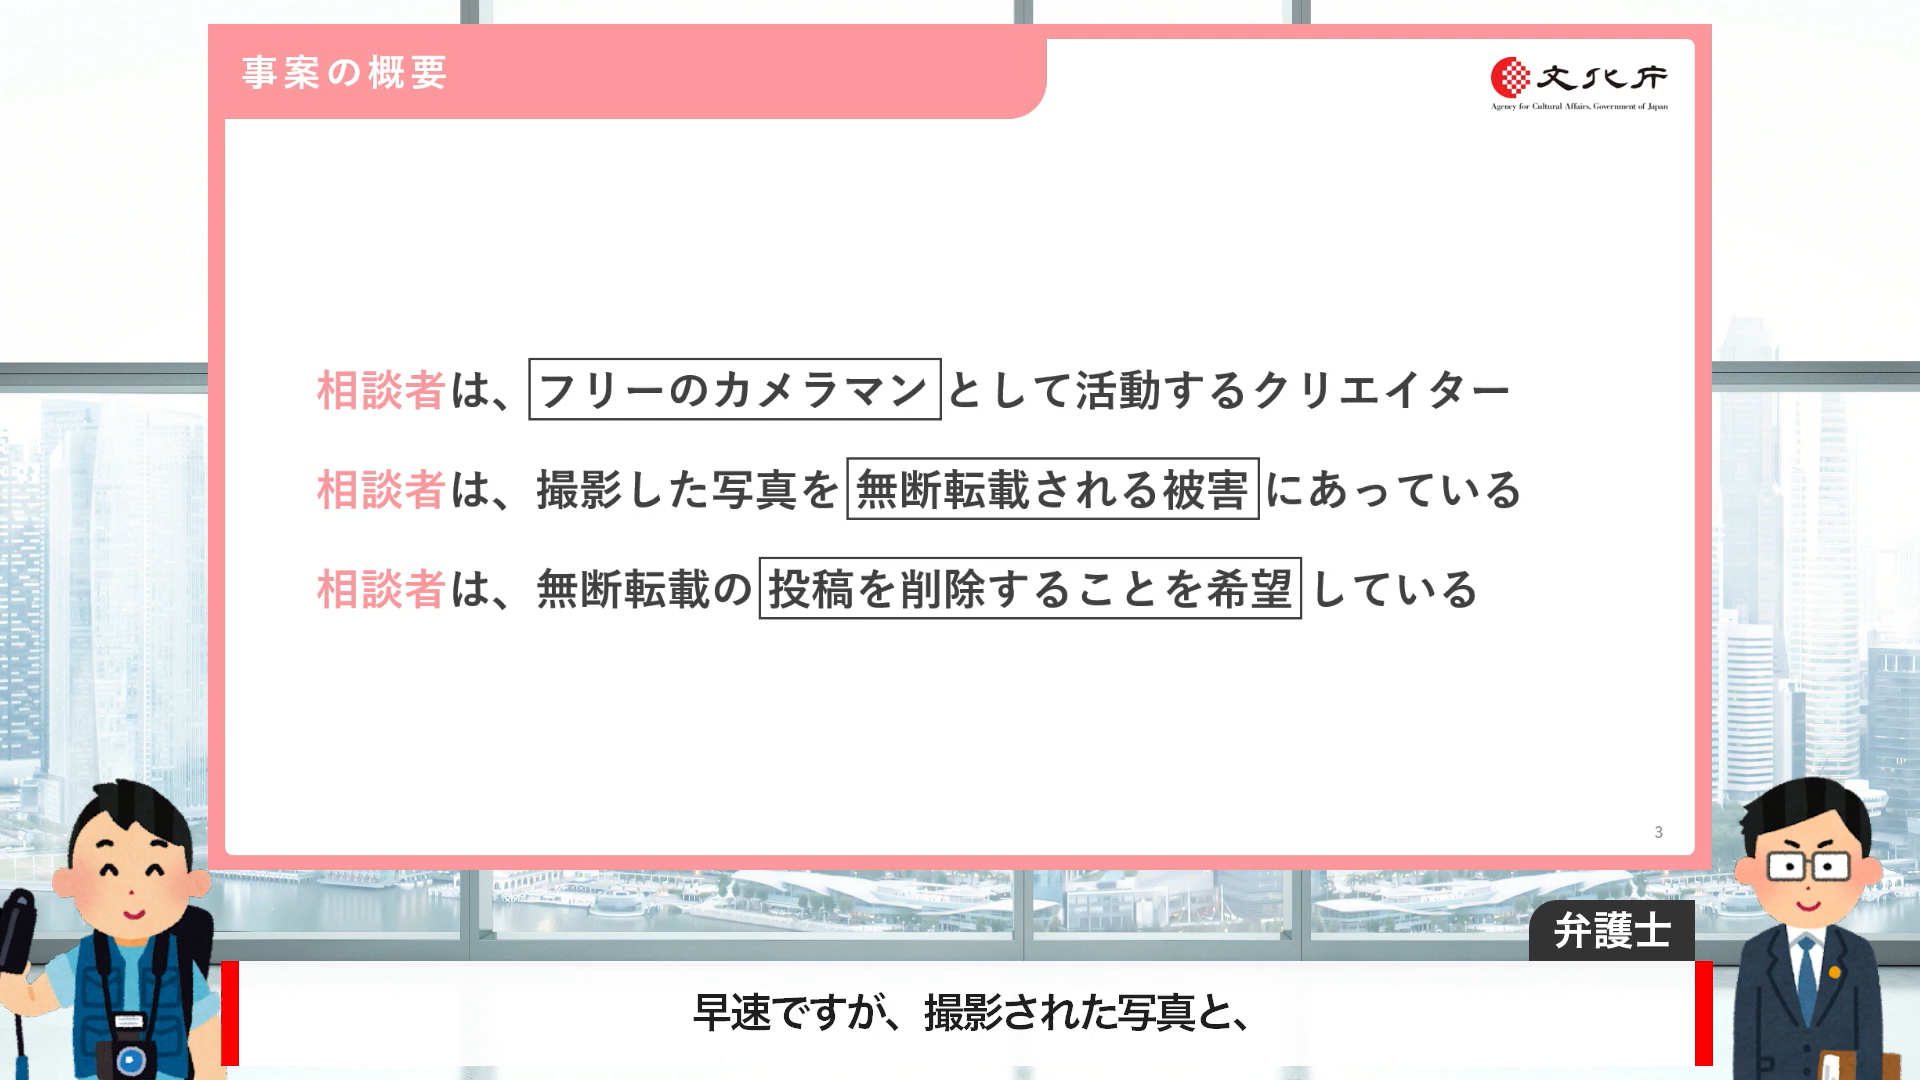 事案の概要
文化庁
Agency for Cultural Affairs, Government of Japan
相談者は、フリーのカメラマンとして活動するクリエイター
相談者は、撮影した写真を無断転載される被害にあっている
相談者は、無断転載の投稿を削除することを希望している
3
弁護士
早速ですが、撮影された写真と、